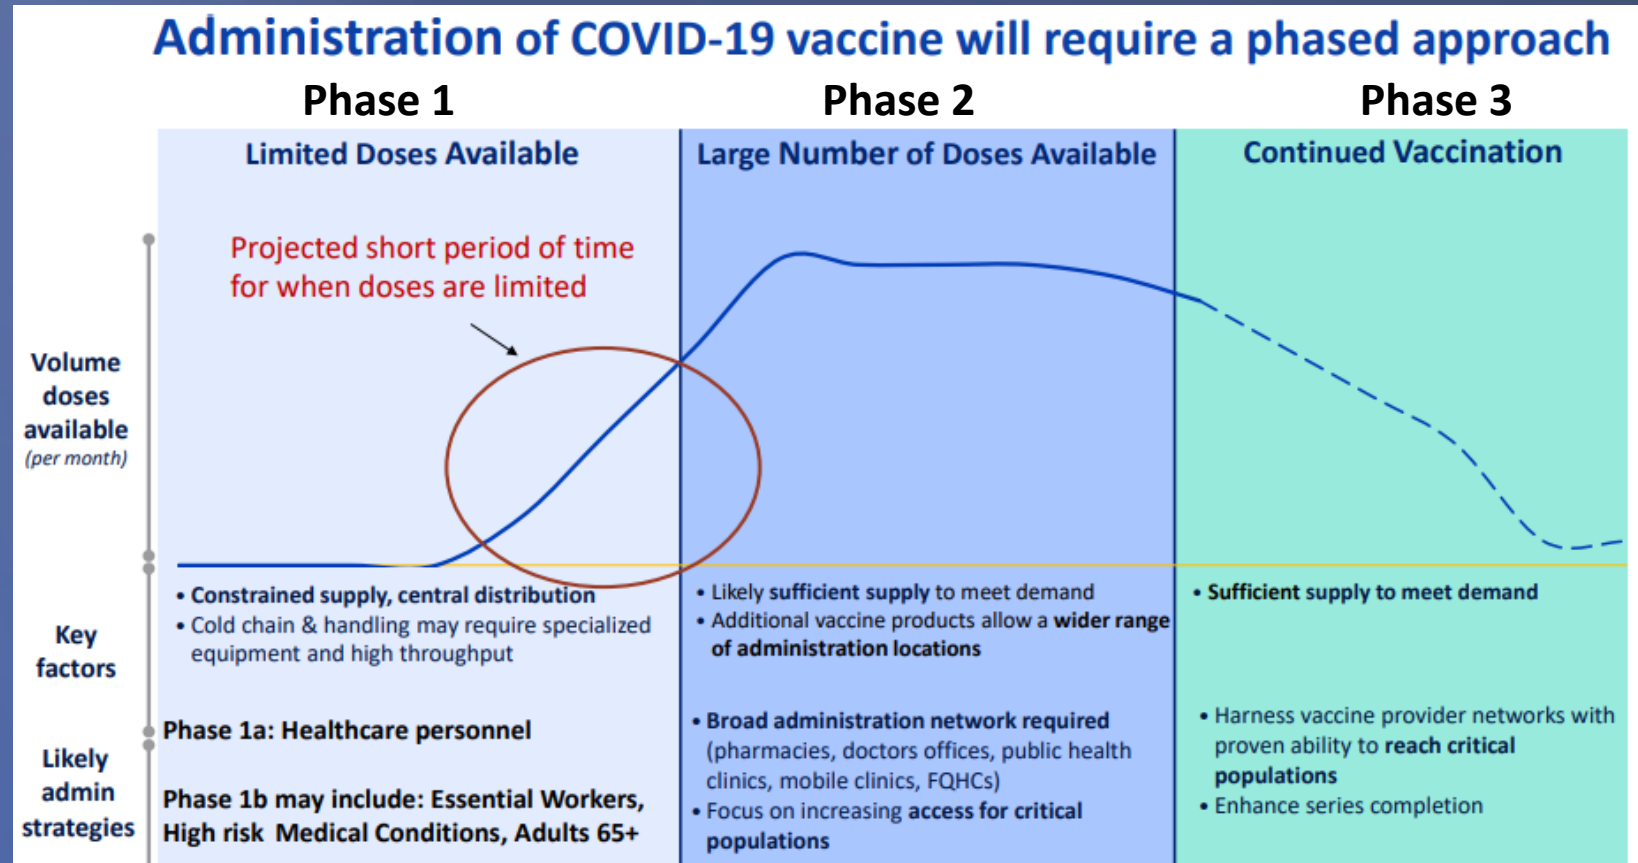 Administration of COVID-19 vaccine will require a phased approach
Phase 1
Phase 2
Phase 3
Limited Doses Available
Large Number of Doses Available
Continued Vaccination
Projected short period of time
for when doses are limited
Volume
doses
available
(per month)
Key
factors
• Constrained supply, central distribution
• Cold chain & handling may require specialized
equipment and high throughput
• Likely sufficient supply to meet demand
• Additional vaccine products allow a wider range
of administration locations
• Sufficient supply to meet demand
Likely
admin
strategies
Phase 1a: Healthcare personnel
Phase 1b may include: Essential Workers,
High risk Medical Conditions, Adults 65+
• Broad administration network required
(pharmacies, doctors offices, public health
clinics, mobile clinics, FQHCs)
• Focus on increasing access for critical
populations
• Harness vaccine provider networks with
proven ability to reach critical
populations
• Enhance series completion